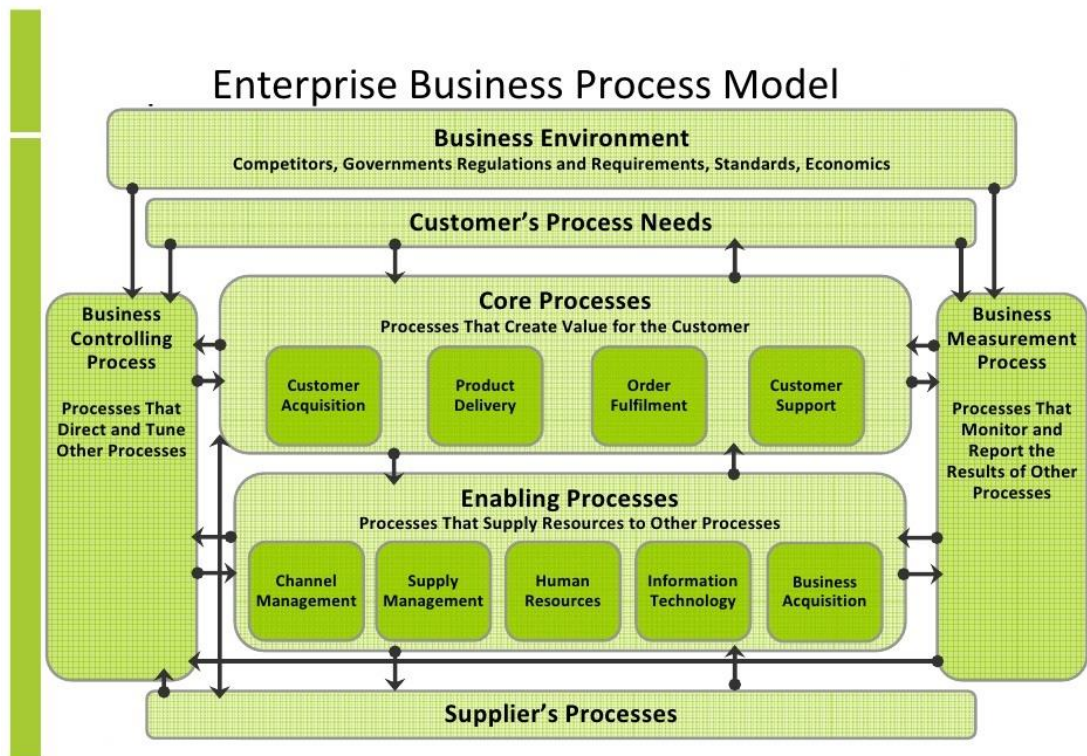 Enterprise Business Process Model
Business Environment
Competitors, Governments Regulations and Requirements, Standards, Economics
Customer's Process Needs
Business
Controlling
Process
Processes That
Direct and Tune
Other Processes
Core Processes
Processes That Create Value for the Customer
Customer
Acquisition
Product
Delivery
Order
Fulfilment
Customer
Support
Enabling Processes
Processes That Supply Resources to Other Processes
Channel
Management
Supply
Management
Human
Resources
Information
Technology
Business
Acquisition
Business
Measurement
Process
Processes That
Monitor and
Report the
Results of Other
Processes
Supplier's Processes